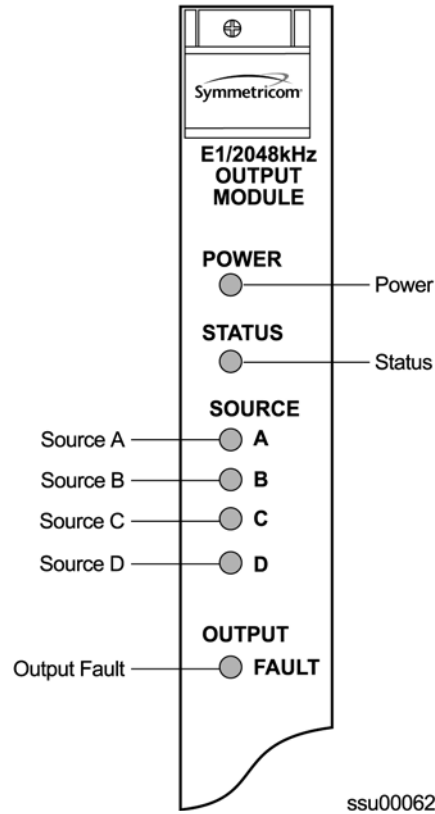 Symmetricom
E1/2048kHz
OUTPUT
MODULE
POWER
Power
STATUS
Status
SOURCE
Source A
A
Source B
B
Source C
C
Source D
D
OUTPUT
Output Fault
FAULT
ssu00062